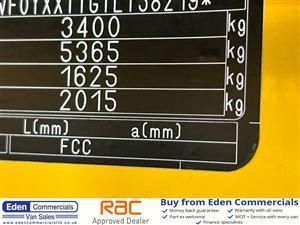 WF0YXXTTGTLT58219*
3400 kg
5365 kg
1625 kg
2015 kg
L(mm) a(mm)
FCC
Eden Commercials
Van Sales
www.edencommercialsltd.co.uk
RAC
Approved Dealer
Buy from Eden Commercials
✓ Money back guarantee ✓ Warranty with all vans
✓ Part ex welcome ✓ MOT + Service with every van